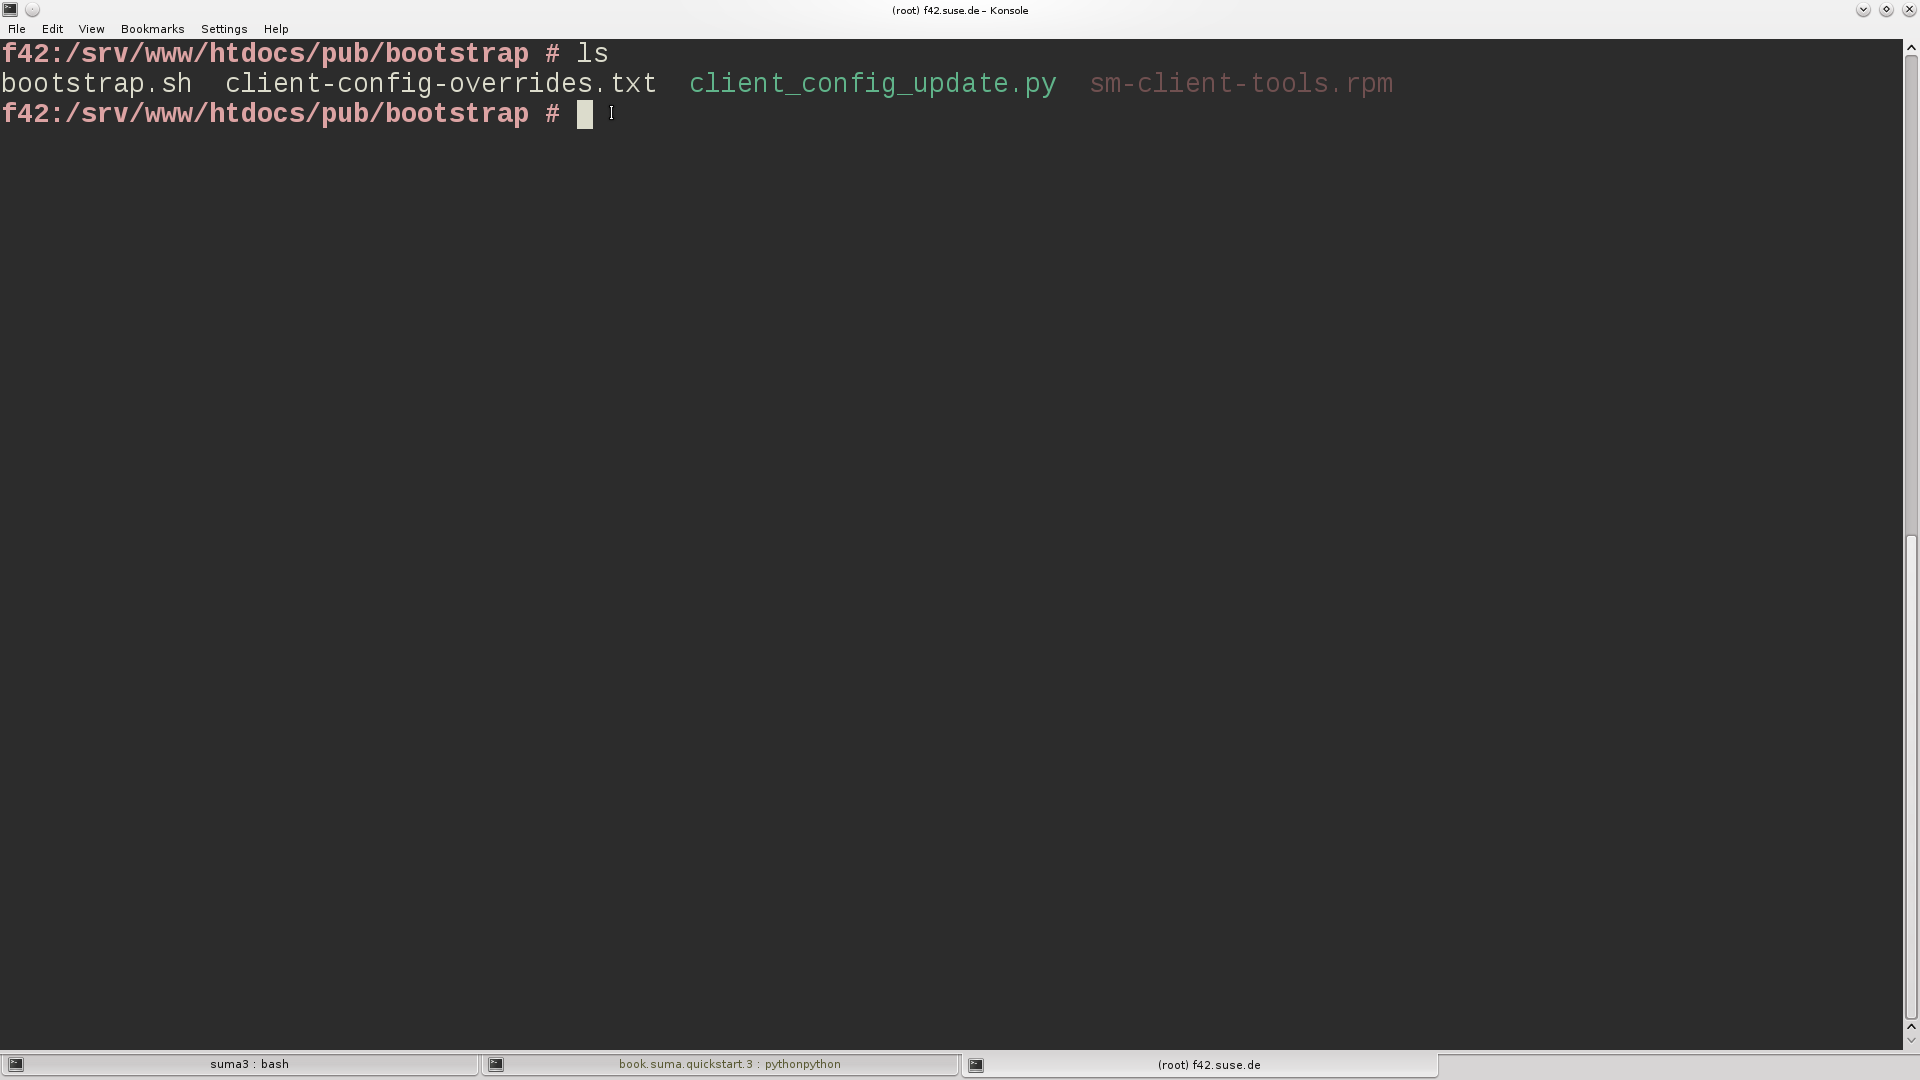 (root) f42.suse.de – Konsole
File Edit View Bookmarks Settings Help
f42:/srv/www/htdocs/pub/bootstrap # ls
bootstrap.sh  client-config-overrides.txt  client_config_update.py  sm-client-tools.rpm
f42:/srv/www/htdocs/pub/bootstrap #
suma3 : bash
book.suma.quickstart.3 : pythonpython
(root) f42.suse.de